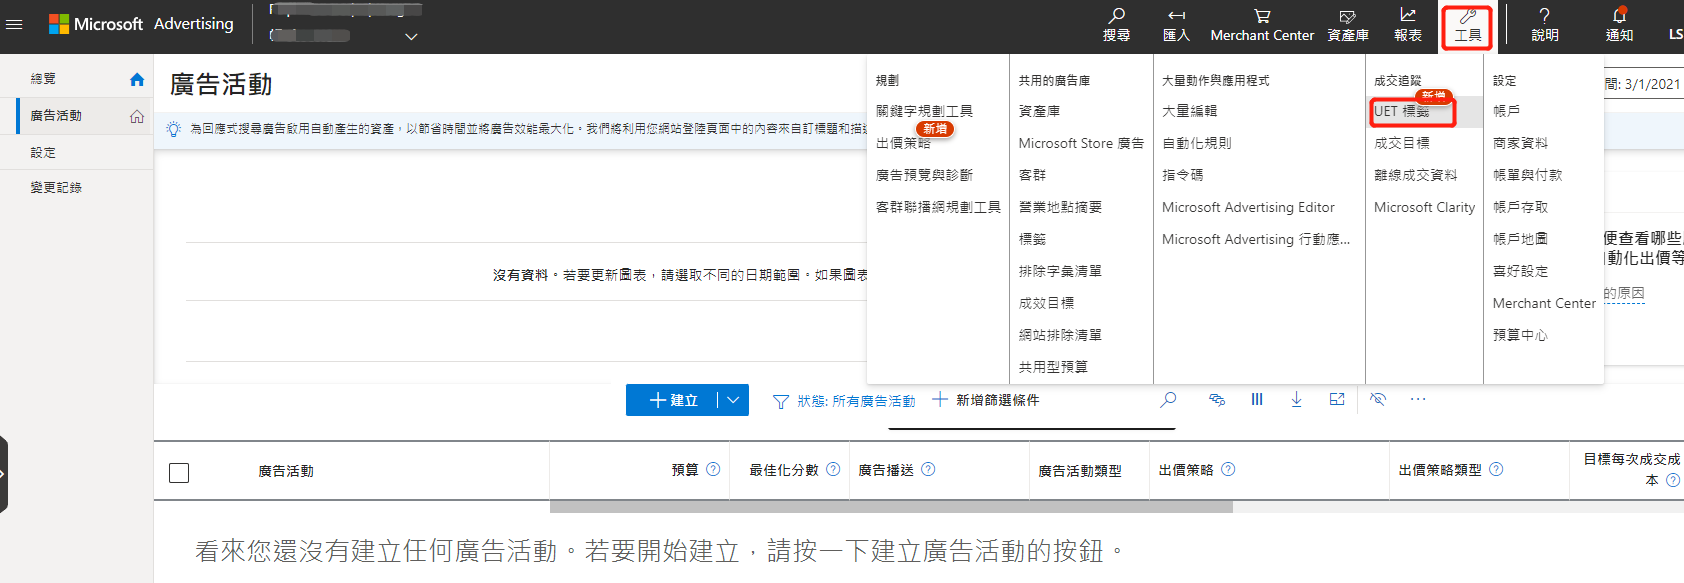 Microsoft Advertising
搜尋
匯入
Merchant Center
資產庫
報表
工具
說明
通知
LS
總覽
廣告活動
設定
變更記錄
廣告活動
間: 3/1/2021
為回應式搜尋廣告啟用自動產生的資產，以節省時間並將廣告效能最大化。我們將利用您網站登陸頁面中的內容來自訂標題和描述
規劃
關鍵字規劃工具
新增
出價策略
廣告預覽與診斷
客群聯播網規劃工具
共用的廣告庫
資產庫
Microsoft Store 廣告
客群
營業地點摘要
標籤
排除字彙清單
成效目標
網站排除清單
共用型預算
大量動作與應用程式
大量編輯
自動化規則
指令碼
Microsoft Advertising Editor
Microsoft Advertising 行動應...
成交追蹤
新增
UET 標籤
成交目標
離線成交資料
Microsoft Clarity
設定
帳戶
商家資料
帳單與付款
帳戶存取
帳戶地圖
喜好設定
Merchant Center
預算中心
便查看哪些
自動化出價等
的原因
沒有資料。若要更新圖表，請選取不同的日期範圍。如果圖表
建立
狀態: 所有廣告活動
新增篩選條件
廣告活動
預算
最佳化分數
廣告播送
廣告活動類型
出價策略
出價策略類型
目標每次成交成
本
看來您還沒有建立任何廣告活動。若要開始建立，請按一下建立廣告活動的按鈕。